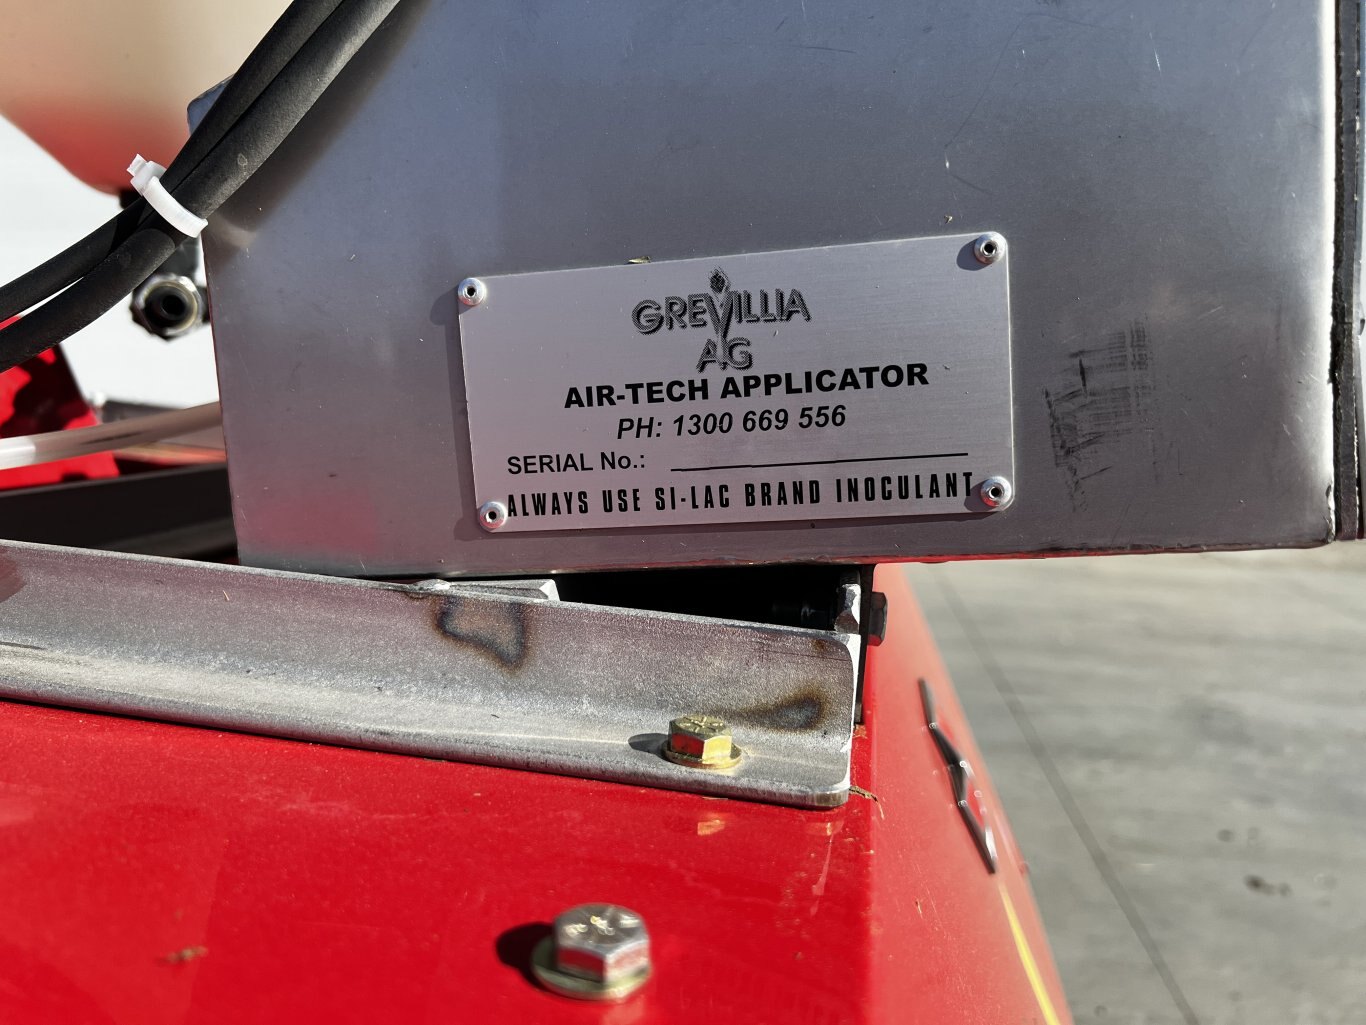 GREVILLIA
AG
AIR-TECH APPLICATOR
PH: 1300 669 556
SERIAL No.:
ALWAYS USE SI-LAC BRAND INOCULANT